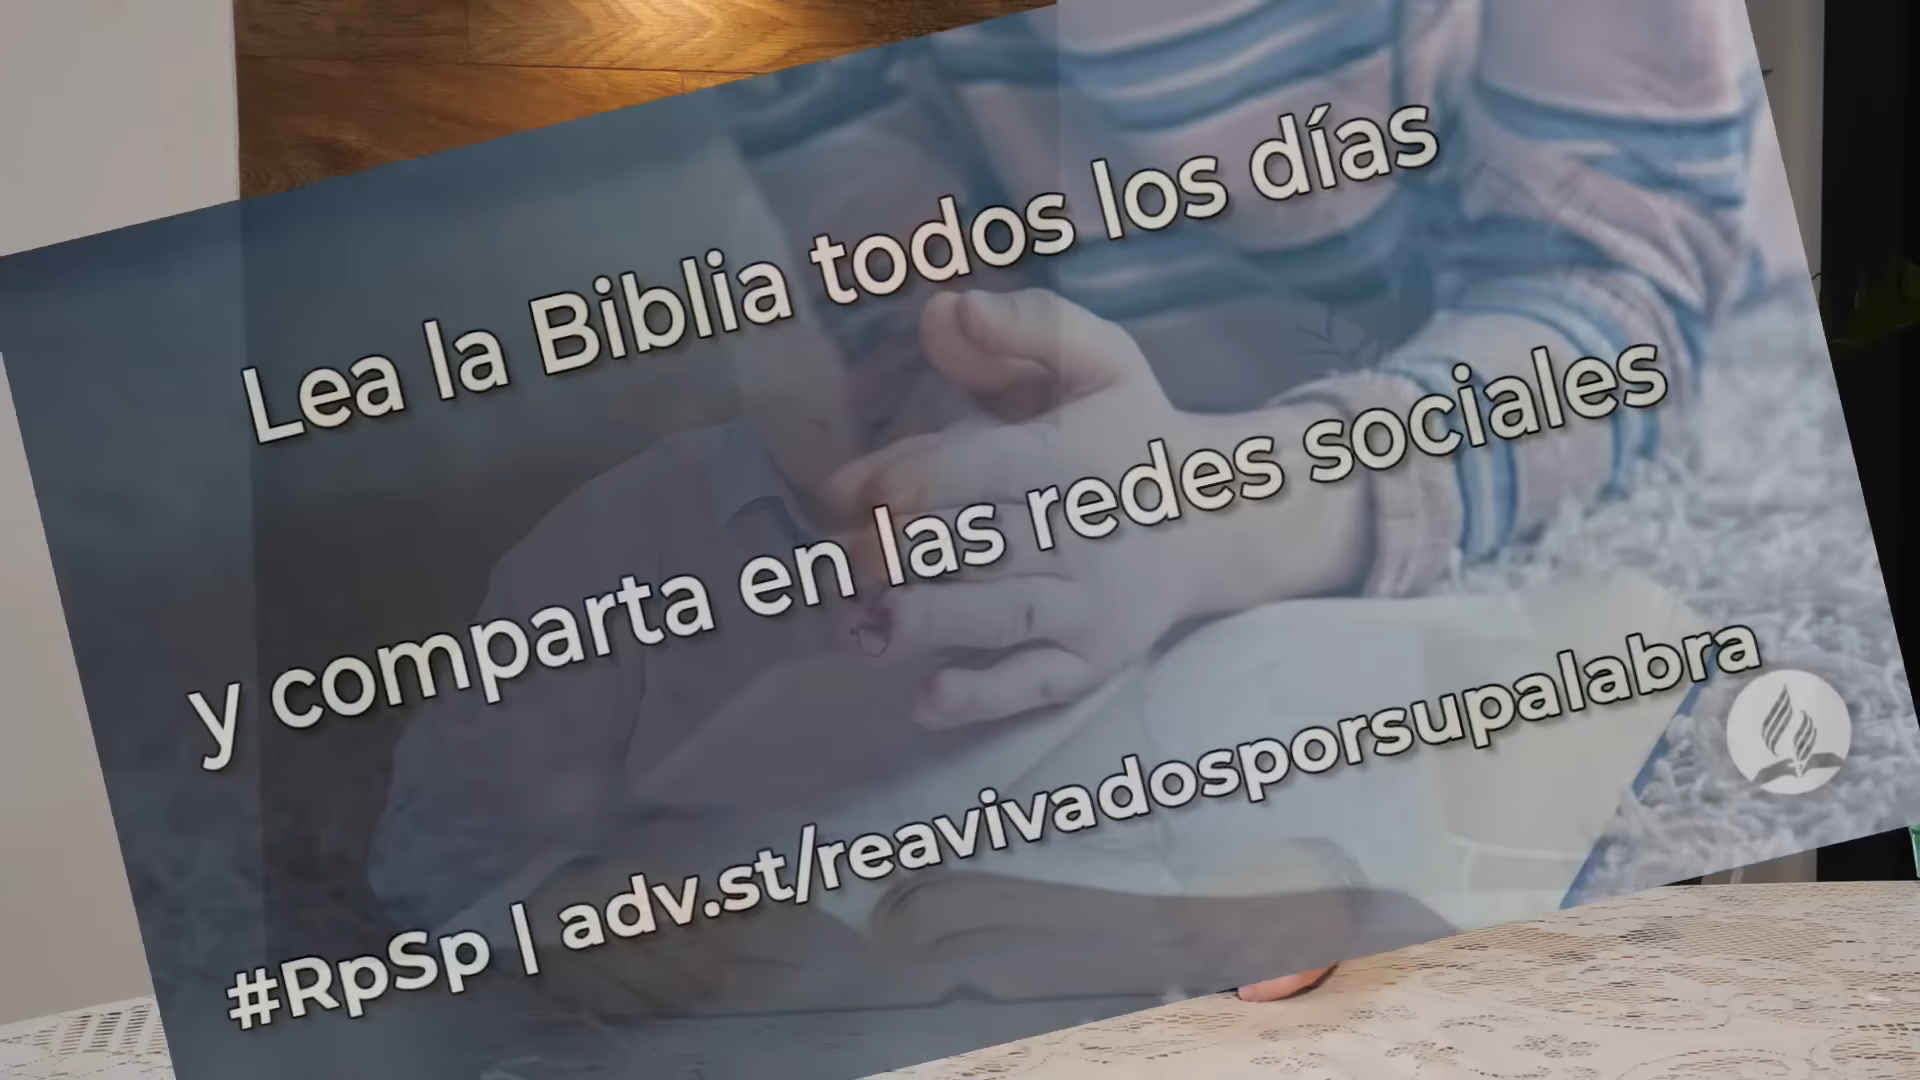 Lea la Biblia todos los días
y comparta en las redes sociales
#RpSp | adv.st/reavivadosporsupalabra